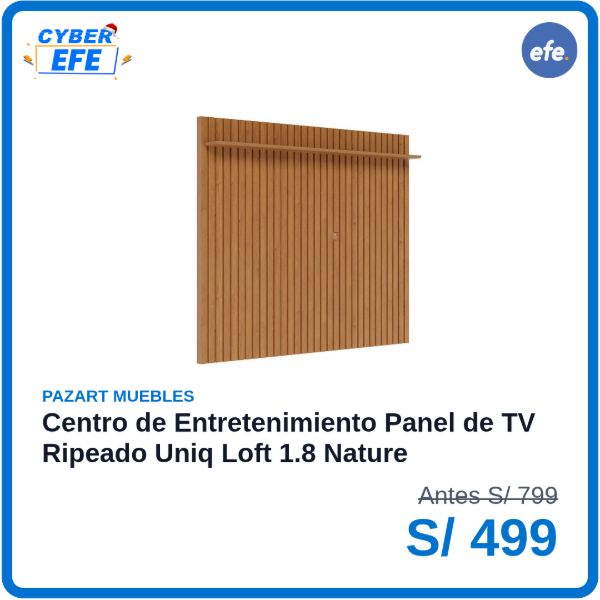 CYBER
EFE
efe.
PAZART MUEBLES
Centro de Entretenimiento Panel de TV
Ripeado Uniq Loft 1.8 Nature
Antes S/ 799
S/ 499